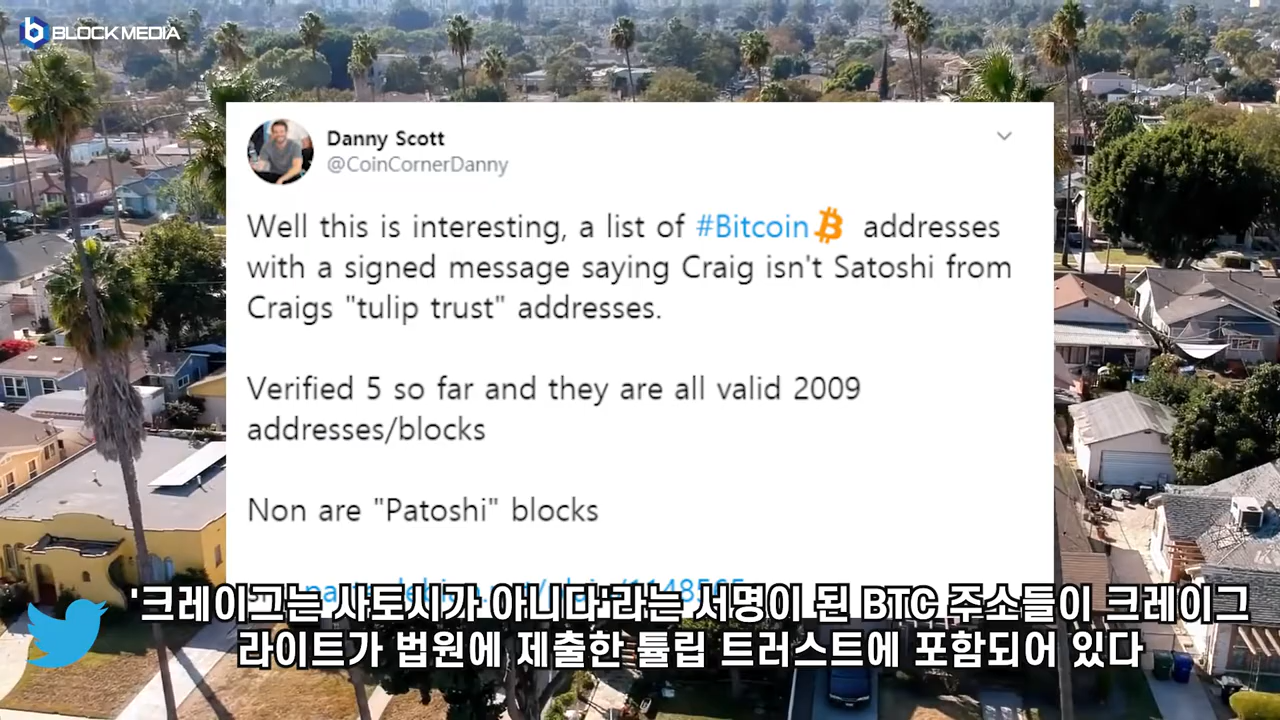 BLOCKMEDIA
Danny Scott
@CoinCornerDanny
Well this is interesting, a list of #Bitcoin addresses
with a signed message saying Craig isn't Satoshi from
Craigs "tulip trust" addresses.
Verified 5 so far and they are all valid 2009
addresses/blocks
Non are "Patoshi" blocks
'크레이그는 사토시가 아니다'라는 서명이 된 BTC 주소들이 크레이그
라이트가 법원에 제출한 튤립 트러스트에 포함되어 있다